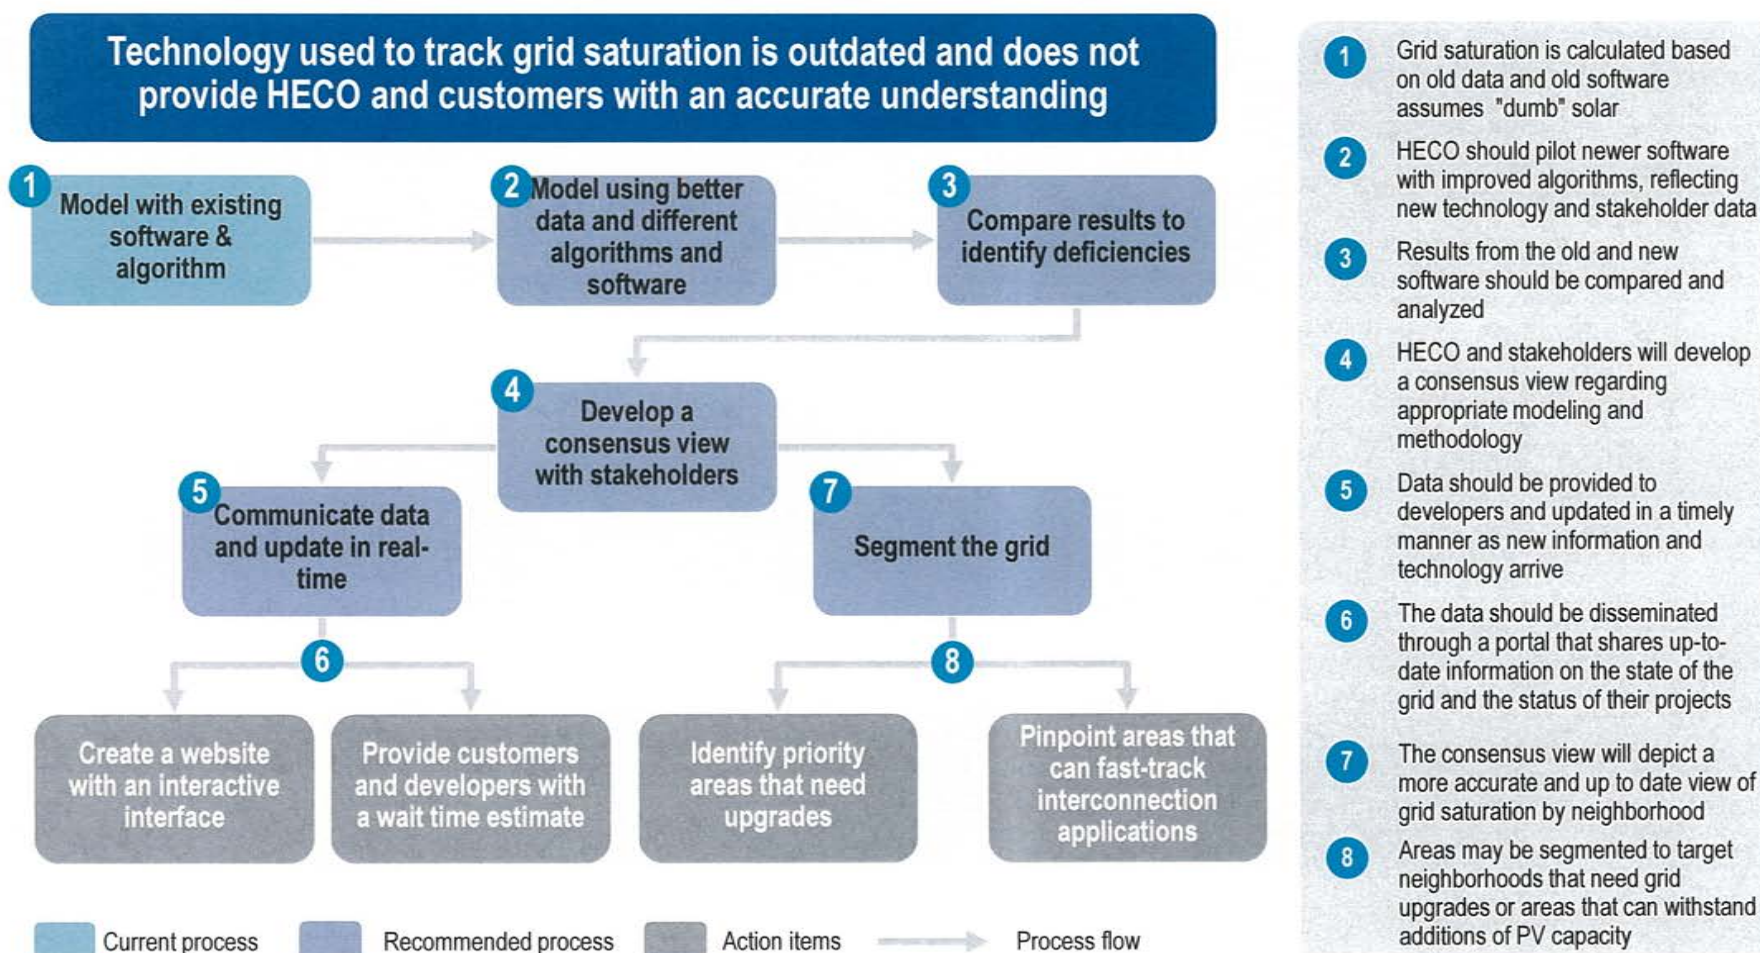 Technology used to track grid saturation is outdated and does not
provide HECO and customers with an accurate understanding
1
Model with existing
software &
algorithm
2
Model using better
data and different
algorithms and
software
3
Compare results to
identify deficiencies
4
Develop a
consensus view
with stakeholders
5
Communicate data
and update in real-
time
7
Segment the grid
6
8
Create a website
with an interactive
interface
Provide customers
and developers with
a wait time estimate
Identify priority
areas that need
upgrades
Pinpoint areas that
can fast-track
interconnection
applications
Current process
Recommended process
Action items
Process flow
1
Grid saturation is calculated based
on old data and old software
assumes "dumb" solar
2
HECO should pilot newer software
with improved algorithms, reflecting
new technology and stakeholder data
3
Results from the old and new
software should be compared and
analyzed
4
HECO and stakeholders will develop
a consensus view regarding
appropriate modeling and
methodology
5
Data should be provided to
developers and updated in a timely
manner as new information and
technology arrive
6
The data should be disseminated
through a portal that shares up-to-
date information on the state of the
grid and the status of their projects
7
The consensus view will depict a
more accurate and up to date view of
grid saturation by neighborhood
8
Areas may be segmented to target
neighborhoods that need grid
upgrades or areas that can withstand
additions of PV capacity